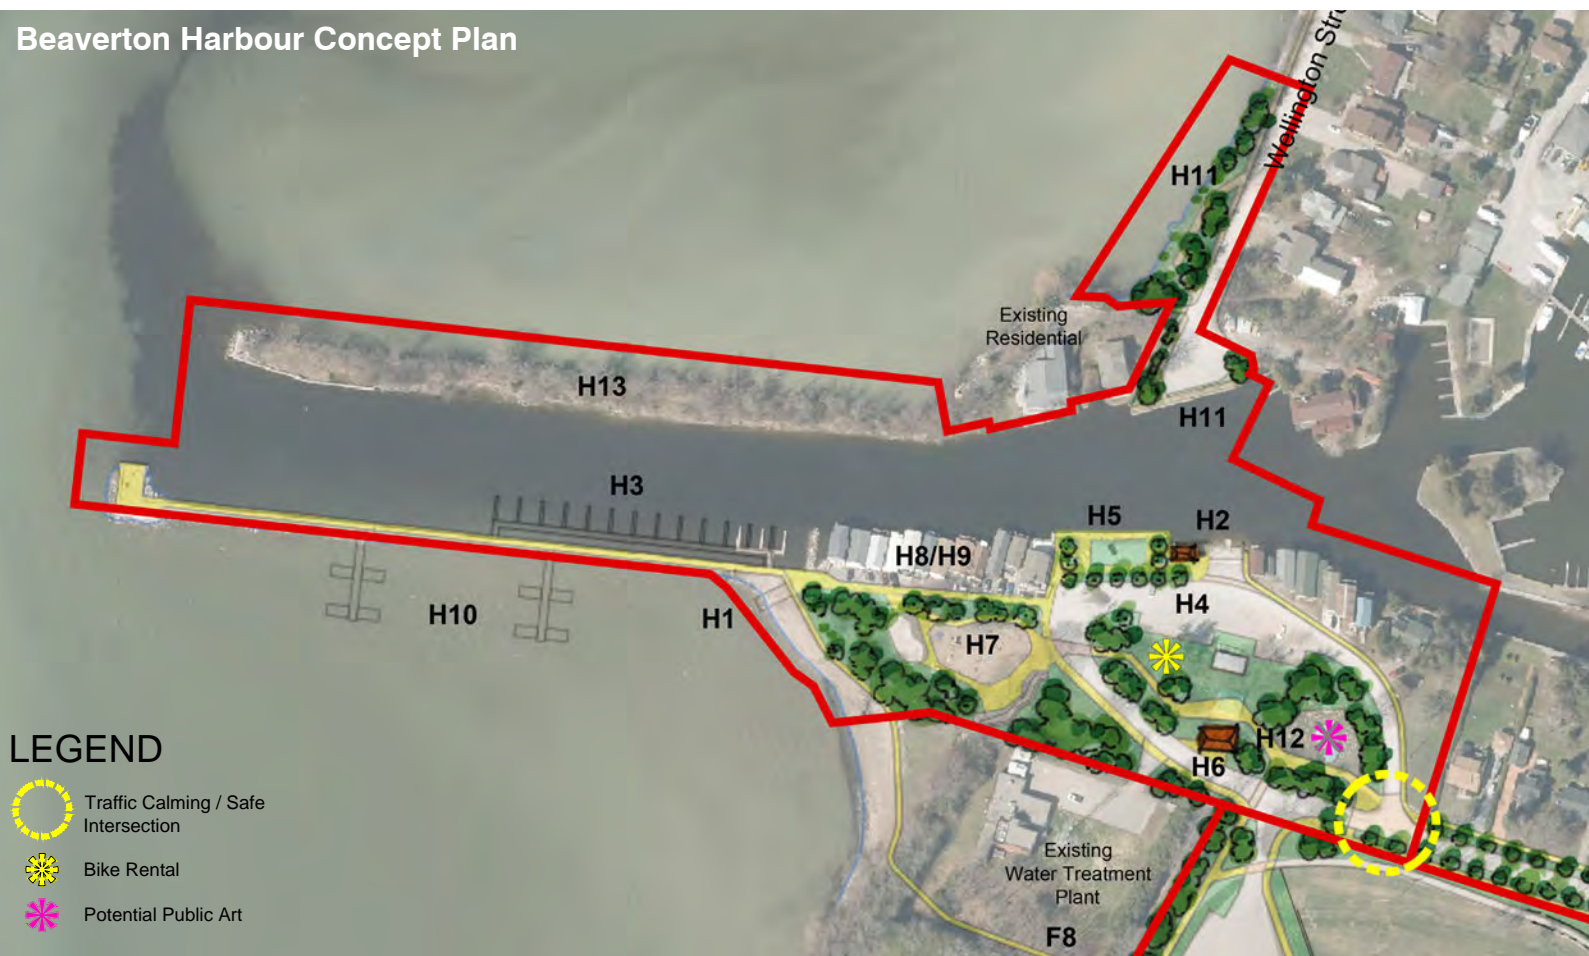 Beaverton Harbour Concept Plan
Wellington Stre
H11
Existing
Residential
H13
H11
H3
H5
H2
H8/H9
H4
H10
H1
H7
H12
H6
LEGEND
Traffic Calming / Safe
Intersection
Bike Rental
Potential Public Art
Existing
Water Treatment
Plant
F8